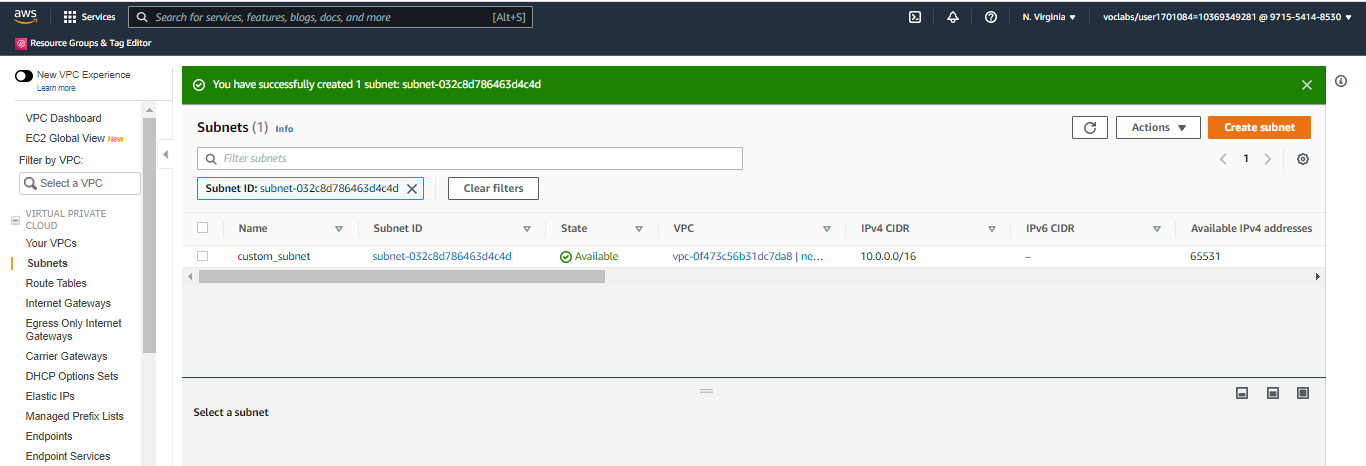 aws Services Search for services, features, blogs, docs, and more [Alt+S] N. Virginia voclabs/user1701084=10369349281 @ 9715-5414-8530
Resource Groups & Tag Editor
New VPC Experience
Learn more
VPC Dashboard
EC2 Global View New
Filter by VPC:
Select a VPC
VIRTUAL PRIVATE
CLOUD
Your VPCs
Subnets
Route Tables
Internet Gateways
Egress Only Internet
Gateways
Carrier Gateways
DHCP Options Sets
Elastic IPs
Managed Prefix Lists
Endpoints
Endpoint Services
You have successfully created 1 subnet: subnet-032c8d786463d4c4d
Subnets (1) Info
Actions
Create subnet
Filter subnets
1
Subnet ID: subnet-032c8d786463d4c4d
Clear filters
Name Subnet ID State VPC IPv4 CIDR IPv6 CIDR Available IPv4 addresses
custom_subnet subnet-032c8d786463d4c4d Available vpc-0f473c56b31dc7da8 | ne... 10.0.0.0/16 – 65531
Select a subnet